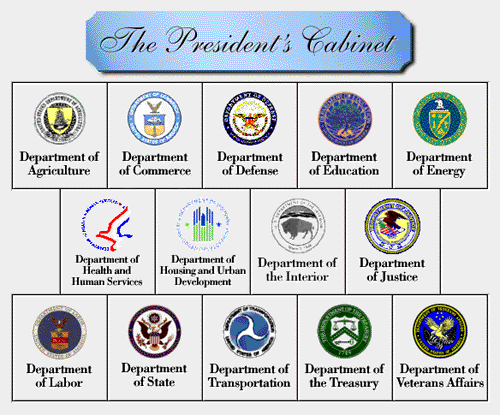 The President's Cabinet
Department of
Agriculture
Department
of Commerce
Department
of Defense
Department
of Education
Department
of Energy
Department of
Health and
Human Services
Department of
Housing and Urban
Development
Department of
the Interior
Department
of Justice
Department
of Labor
Department
of State
Department of
Transportation
Department of
the Treasury
Department of
Veterans Affairs